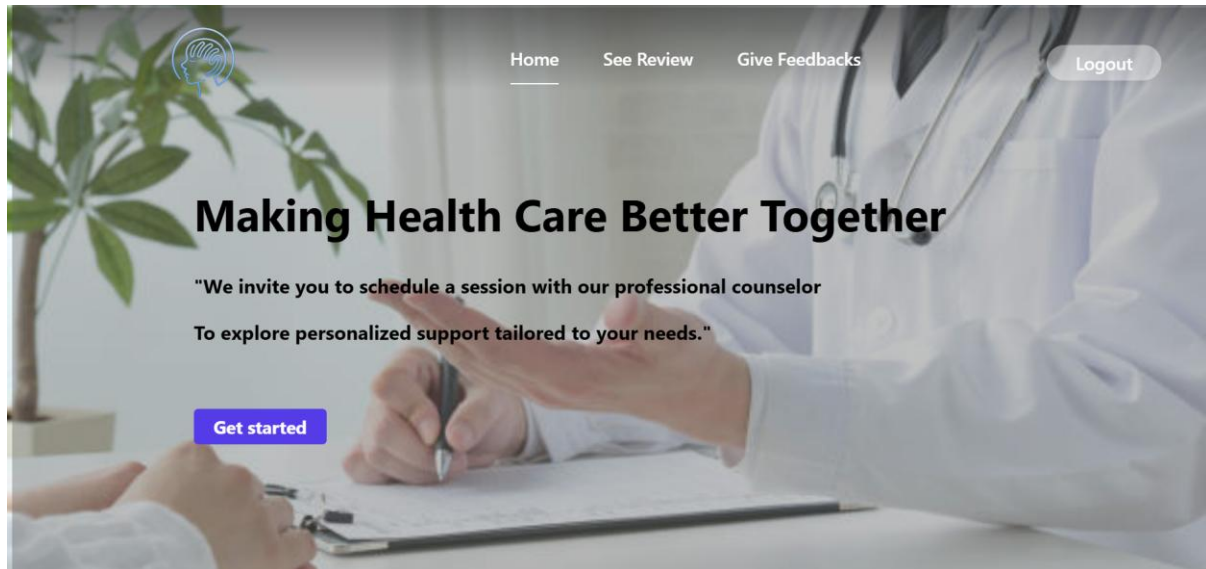 Home
See Review
Give Feedbacks
Logout
Making Health Care Better Together
"We invite you to schedule a session with our professional counselor
To explore personalized support tailored to your needs."
Get started